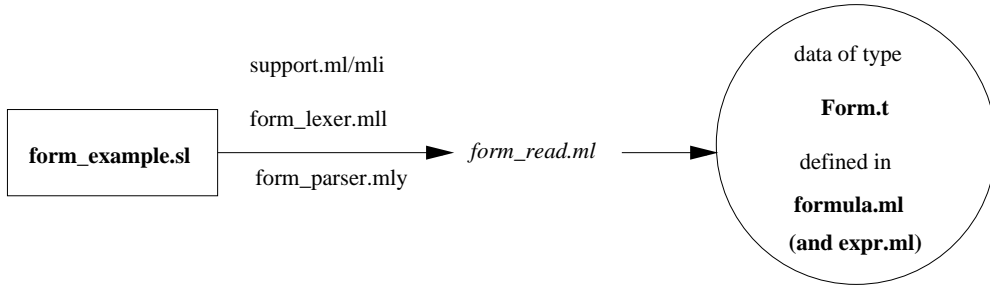 form_example.sl
support.ml/mli
form_lexer.mll
form_parser.mly
form_read.ml
data of type
Form.t
defined in
formula.ml
(and expr.ml)